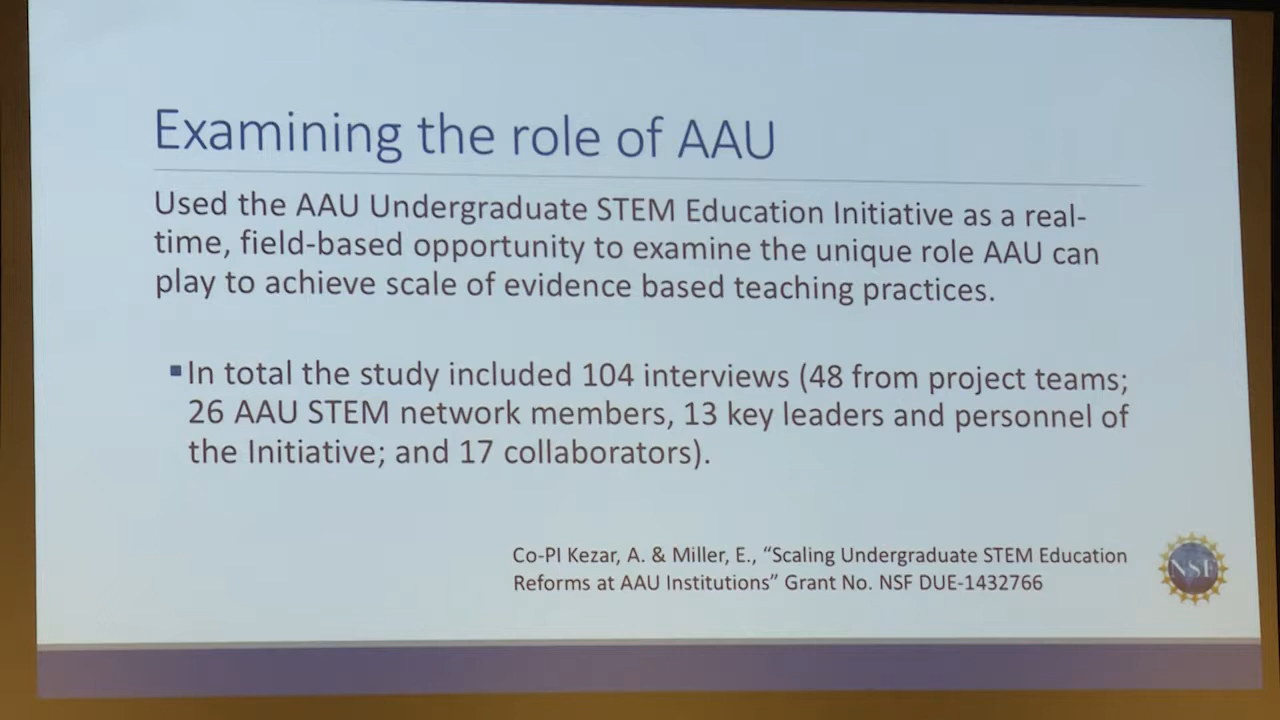 Examining the role of AAU
Used the AAU Undergraduate STEM Education Initiative as a real-
time, field-based opportunity to examine the unique role AAU can
play to achieve scale of evidence based teaching practices.
▪In total the study included 104 interviews (48 from project teams;
26 AAU STEM network members, 13 key leaders and personnel of
the Initiative; and 17 collaborators).
Co-PI Kezar, A. & Miller, E., “Scaling Undergraduate STEM Education
Reforms at AAU Institutions” Grant No. NSF DUE-1432766
NSF